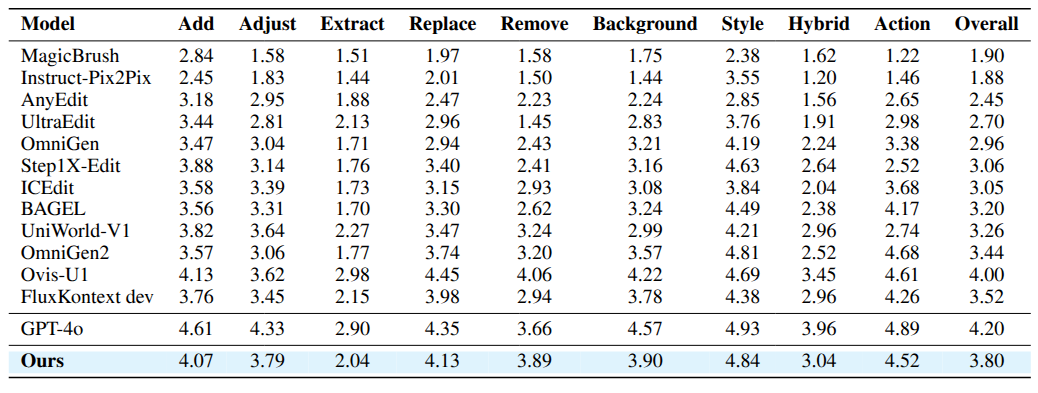 Model Add Adjust Extract Replace Remove Background Style Hybrid Action Overall
MagicBrush 2.84 1.58 1.51 1.97 1.58 1.75 2.38 1.62 1.22 1.90
Instruct-Pix2Pix 2.45 1.83 1.44 2.01 1.50 1.44 3.55 1.20 1.46 1.88
AnyEdit 3.18 2.95 1.88 2.47 2.23 2.24 2.85 1.56 2.65 2.45
UltraEdit 3.44 2.81 2.13 2.96 1.45 2.83 3.76 1.91 2.98 2.70
OmniGen 3.47 3.04 1.71 2.94 2.43 3.21 4.19 2.24 3.38 2.96
Step1X-Edit 3.88 3.14 1.76 3.40 2.41 3.16 4.63 2.64 2.52 3.06
ICEdit 3.58 3.39 1.73 3.15 2.93 3.08 3.84 2.04 3.68 3.05
BAGEL 3.56 3.31 1.70 3.30 2.62 3.24 4.49 2.38 4.17 3.20
UniWorld-V1 3.82 3.64 2.27 3.47 3.24 2.99 4.21 2.96 2.74 3.26
OmniGen2 3.57 3.06 1.77 3.74 3.20 3.57 4.81 2.52 4.68 3.44
Ovis-U1 4.13 3.62 2.98 4.45 4.06 4.22 4.69 3.45 4.61 4.00
FluxKontext dev 3.76 3.45 2.15 3.98 2.94 3.78 4.38 2.96 4.26 3.52
GPT-4o 4.61 4.33 2.90 4.35 3.66 4.57 4.93 3.96 4.89 4.20
Ours 4.07 3.79 2.04 4.13 3.89 3.90 4.84 3.04 4.52 3.80